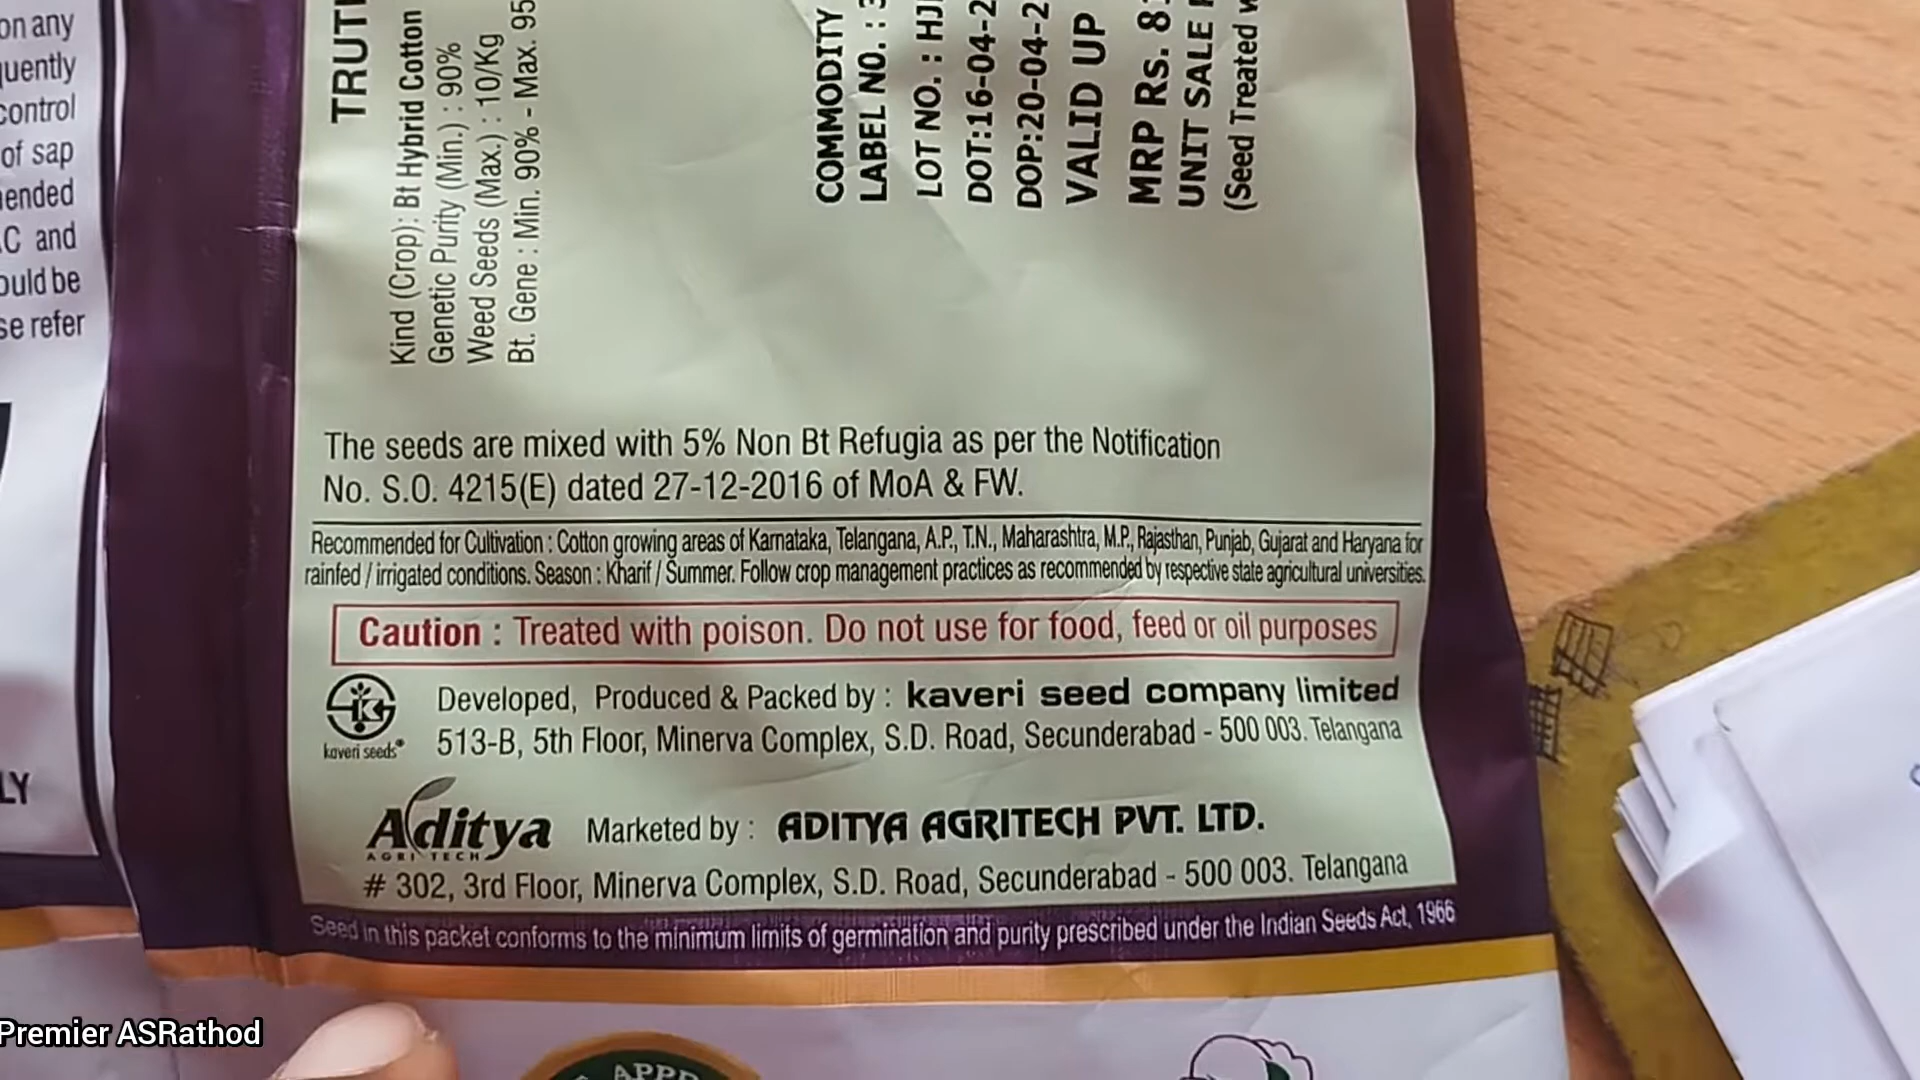 on any
quently
control
of sap
ended
C and
ould be
se refer
LY
TRUT
Kind (Crop): Bt Hybrid Cotton
Genetic Purity (Min.) : 90%
Weed Seeds (Max.) : 10/Kg
Bt. Gene : Min. 90% - Max. 95
COMMODITY
LABEL NO. :
LOT NO. : HJ
DOT:16-04-2
DOP:20-04-2
VALID UP
MRP Rs. 8
UNIT SALE
(Seed Treated w
The seeds are mixed with 5% Non Bt Refugia as per the Notification
No. S.O. 4215(E) dated 27-12-2016 of MoA & FW.
Recommended for Cultivation : Cotton growing areas of Karnataka, Telangana, A.P., T.N., Maharashtra, M.P., Rajasthan, Punjab, Gujarat and Haryana for
rainfed / irrigated conditions. Season : Kharif / Summer. Follow crop management practices as recommended by respective state agricultural universities.
Caution : Treated with poison. Do not use for food, feed or oil purposes
kaveri seeds®
Developed, Produced & Packed by : kaveri seed company limited
513-B, 5th Floor, Minerva Complex, S.D. Road, Secunderabad - 500 003. Telangana
Aditya
AGRI TECH
Marketed by : ADITYA AGRITECH PVT. LTD.
# 302, 3rd Floor, Minerva Complex, S.D. Road, Secunderabad - 500 003. Telangana
Seed in this packet conforms to the minimum limits of germination and purity prescribed under the Indian Seeds Act, 1966
Premier ASRathod
APPR